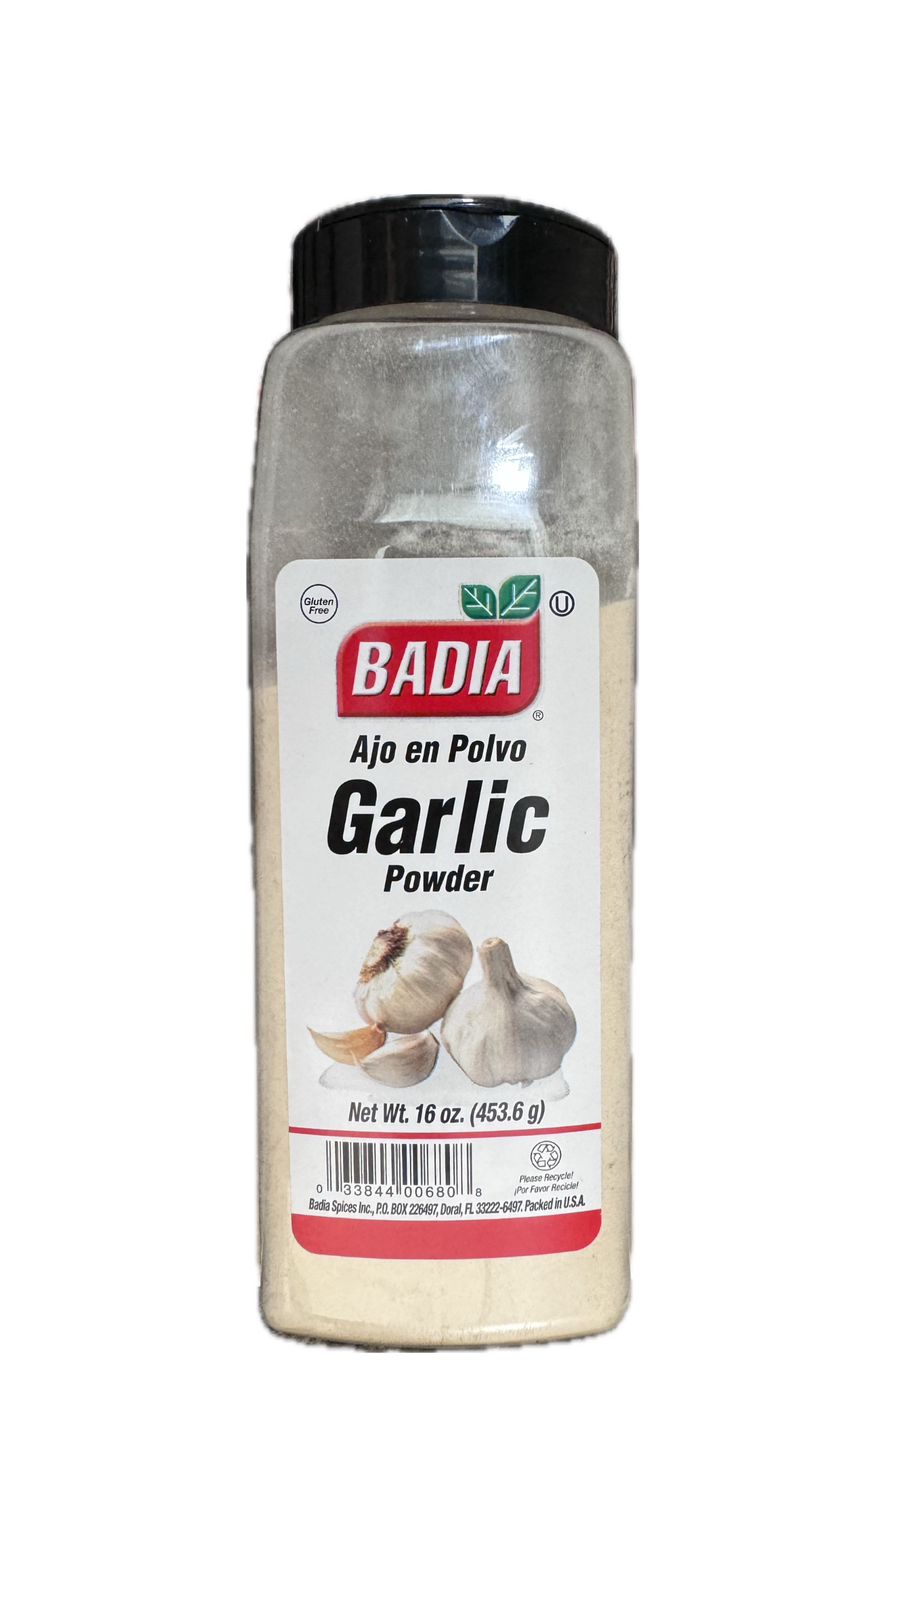 Gluten
Free
U
BADIA
®
Ajo en Polvo
Garlic
Powder
Net Wt. 16 oz. (453.6 g)
0 33844 00680 8
Please Recycle!
¡Por Favor Recicle!
Badia Spices Inc., P.O. BOX 226497, Doral, FL 33222-6497. Packed in U.S.A.